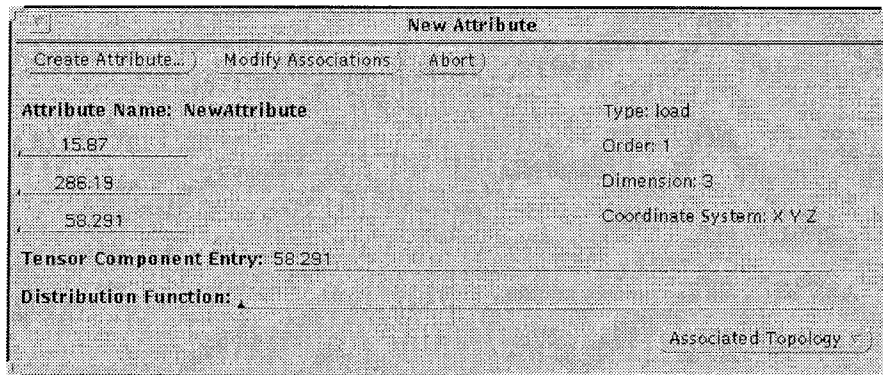 New Attribute
Create Attribute... Modify Associations Abort
Attribute Name: NewAttribute Type: load
15.87 Order: 1
286.19 Dimension: 3
58.291 Coordinate System: X Y Z
Tensor Component Entry: 58.291
Distribution Function:
Associated Topology